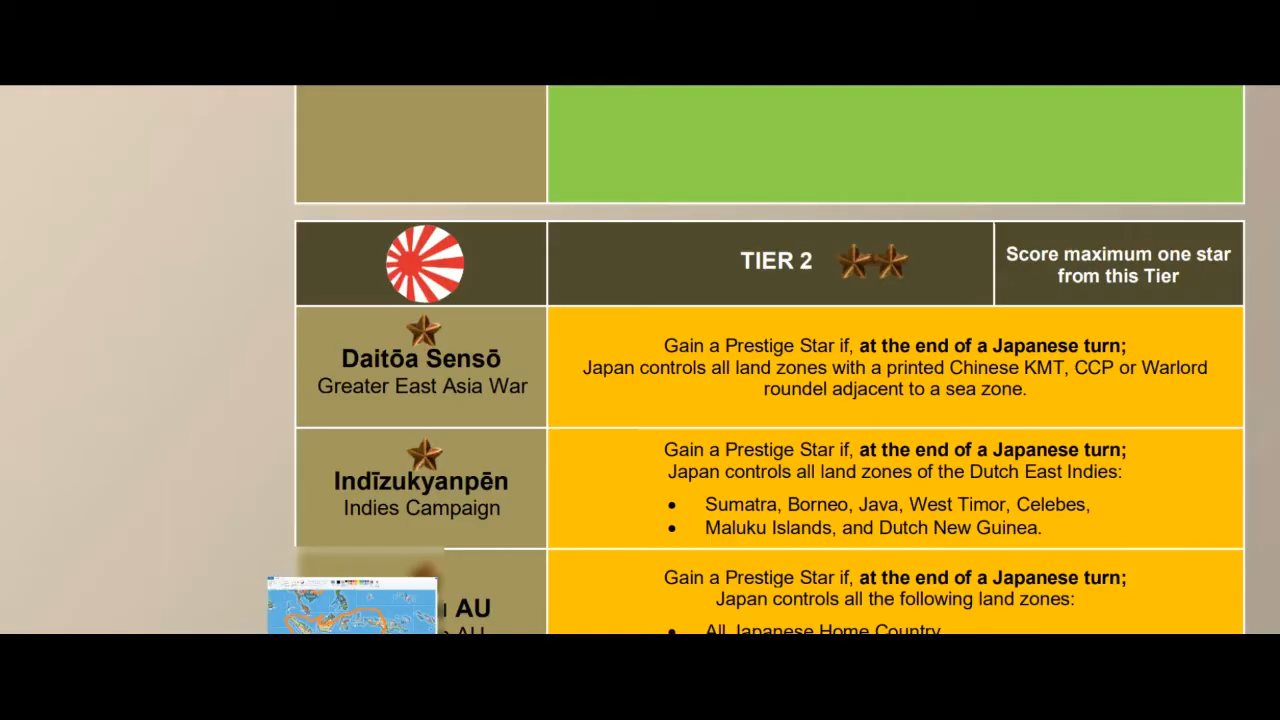 TIER 2
Score maximum one star
from this Tier
Daitōa Sensō
Greater East Asia War
Gain a Prestige Star if, at the end of a Japanese turn;
Japan controls all land zones with a printed Chinese KMT, CCP or Warlord
roundel adjacent to a sea zone.
Indīzukyanpēn
Indies Campaign
Gain a Prestige Star if, at the end of a Japanese turn;
Japan controls all land zones of the Dutch East Indies:
• Sumatra, Borneo, Java, West Timor, Celebes,
• Maluku Islands, and Dutch New Guinea.
AU
AU
Gain a Prestige Star if, at the end of a Japanese turn;
Japan controls all the following land zones:
• All Japanese Home Country